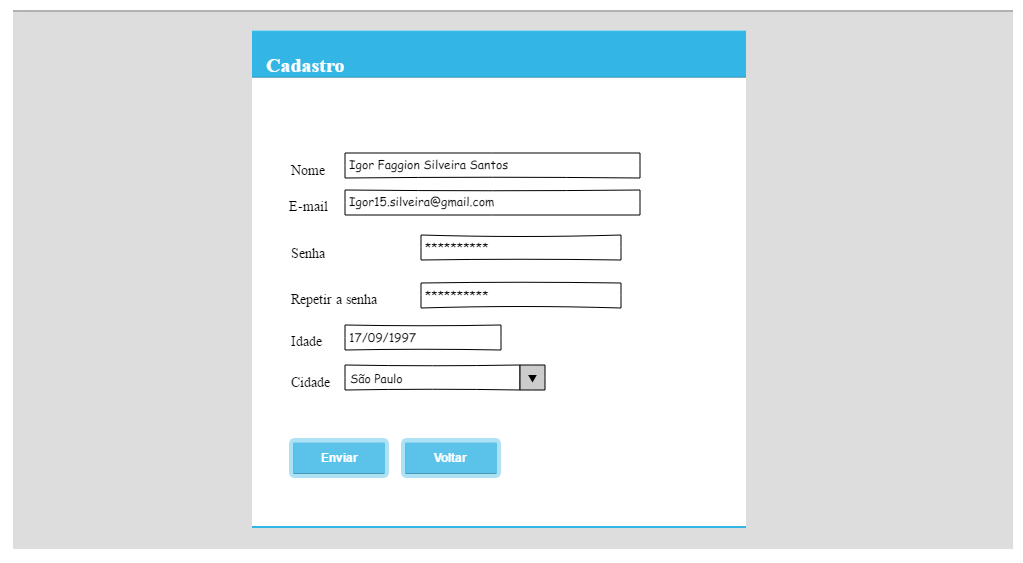 Cadastro
Nome Igor Faggion Silveira Santos
E-mail Igor15.silveira@gmail.com
Senha **********
Repetir a senha **********
Idade 17/09/1997
Cidade São Paulo
Enviar Voltar